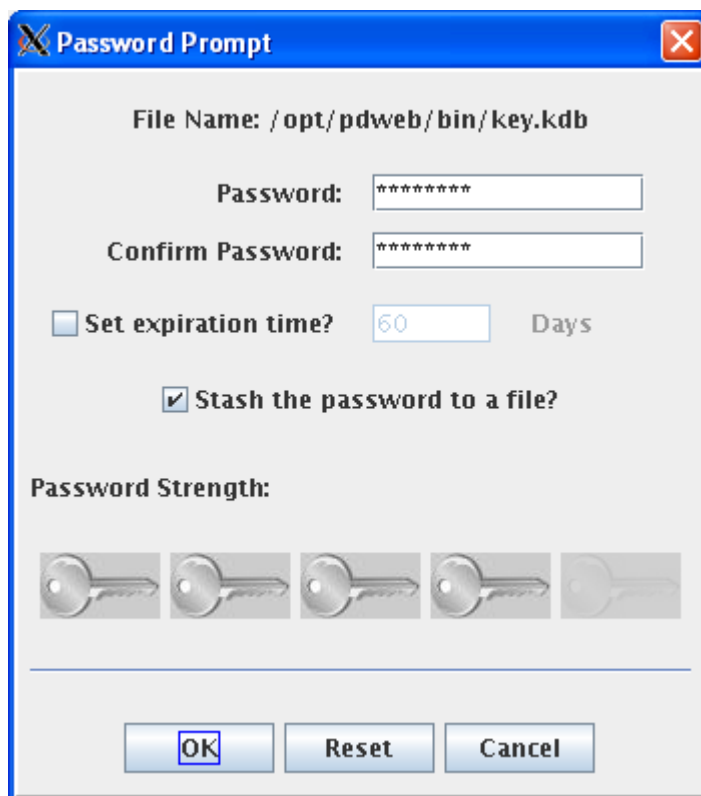 Password Prompt
File Name: /opt/pdweb/bin/key.kdb
Password: ********
Confirm Password: ********
Set expiration time? 60 Days
Stash the password to a file?
Password Strength:
OK Reset Cancel